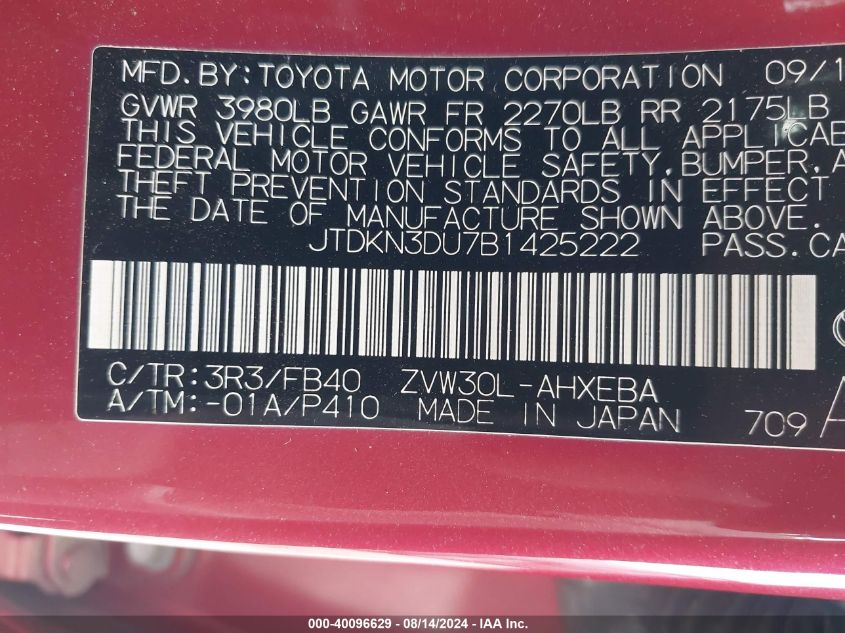 MFD. BY: TOYOTA MOTOR CORPORATION 09/1
GVWR 3980LB GAWR FR 2270LB RR 2175LB
THIS VEHICLE CONFORMS TO ALL APPLICAB
FEDERAL MOTOR VEHICLE SAFETY, BUMPER, A
THEFT PREVENTION STANDARDS IN EFFECT
THE DATE OF MANUFACTURE SHOWN ABOVE.
JTDKN3DU7B1425222 PASS. CA
C/TR: 3R3/FB40 ZVW30L-AHXEBA
A/TM: -01A/P410 MADE IN JAPAN 709 A
000-40096629 - 08/14/2024 - IAA Inc.